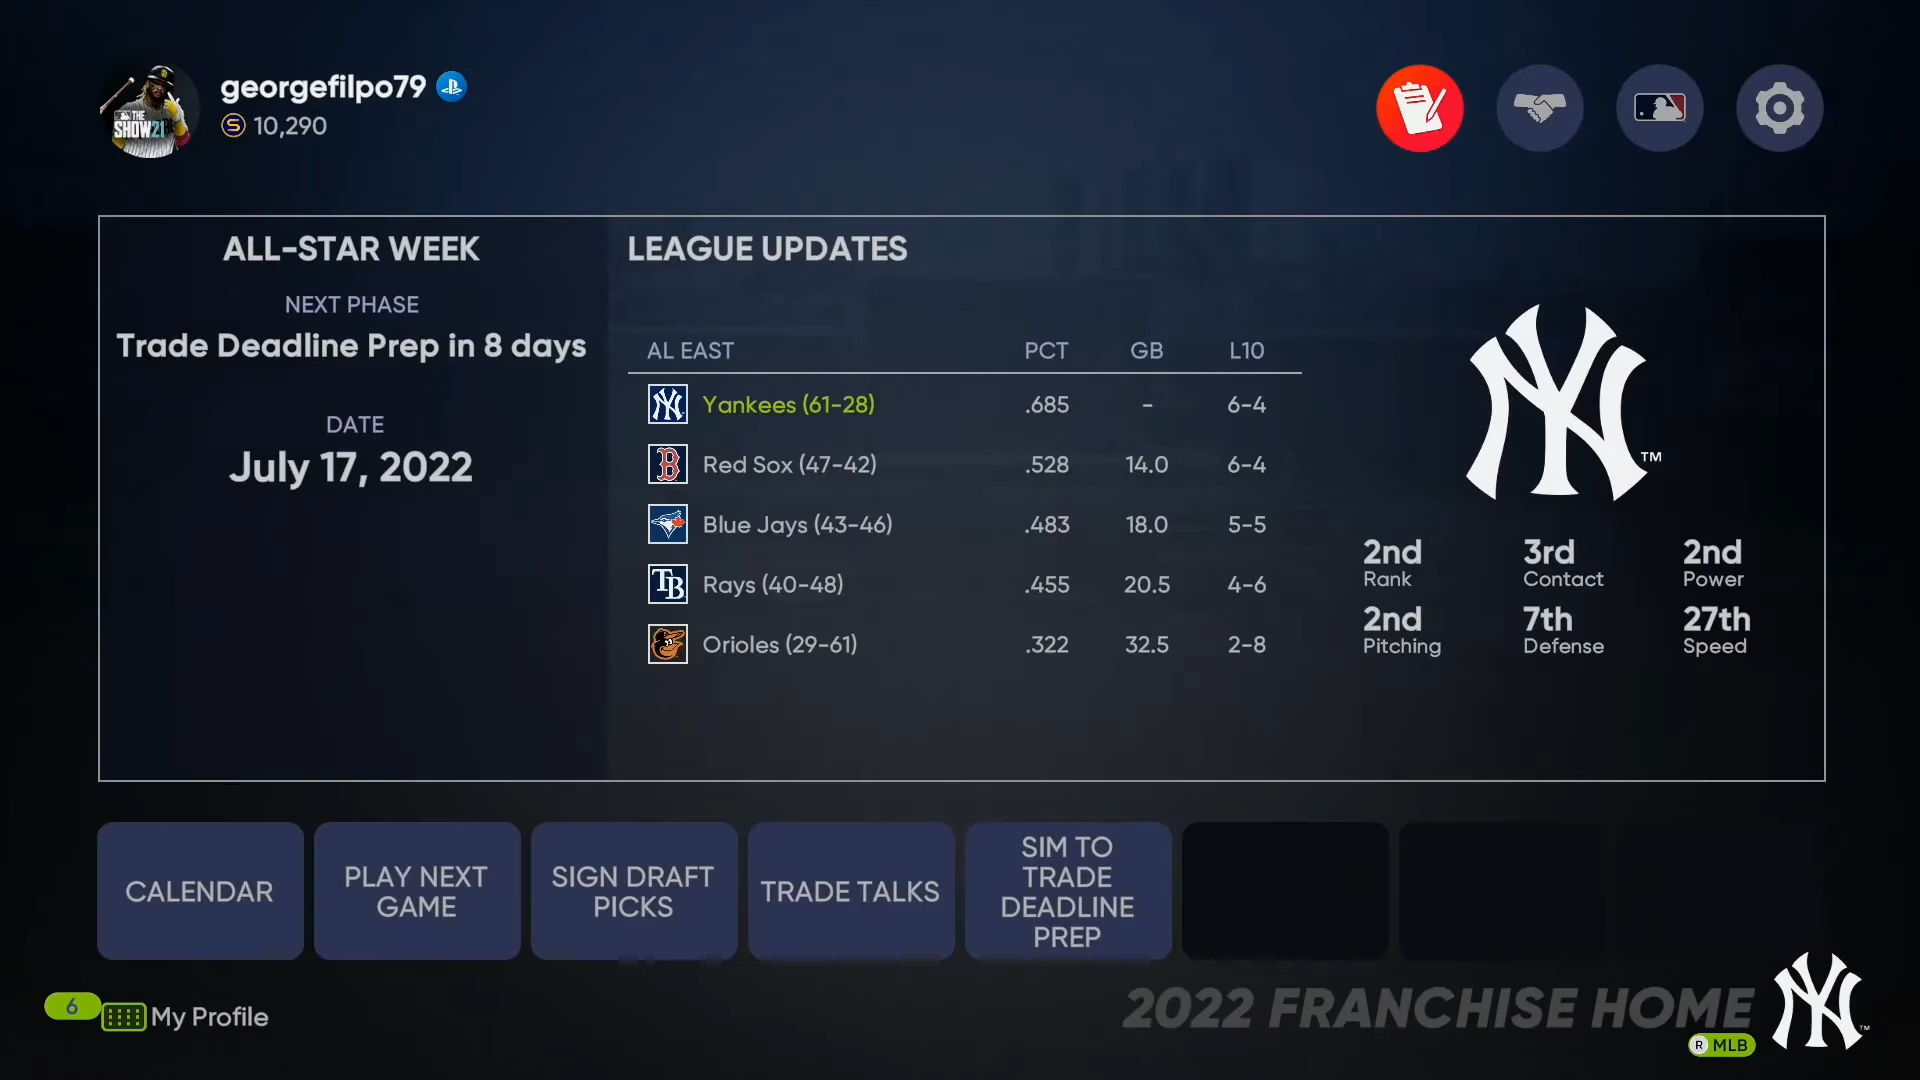 georgefilpo79
10,290
THE
SHOW21
ALL-STAR WEEK
NEXT PHASE
Trade Deadline Prep in 8 days
DATE
July 17, 2022
LEAGUE UPDATES
AL EAST PCT GB L10
Yankees (61-28) .685 - 6-4
Red Sox (47-42) .528 14.0 6-4
Blue Jays (43-46) .483 18.0 5-5
Rays (40-48) .455 20.5 4-6
Orioles (29-61) .322 32.5 2-8
TM
2nd 3rd 2nd
Rank Contact Power
2nd 7th 27th
Pitching Defense Speed
CALENDAR
PLAY NEXT
GAME
SIGN DRAFT
PICKS
TRADE TALKS
SIM TO
TRADE
DEADLINE
PREP
6 My Profile
2022 FRANCHISE HOME
R MLB
TM